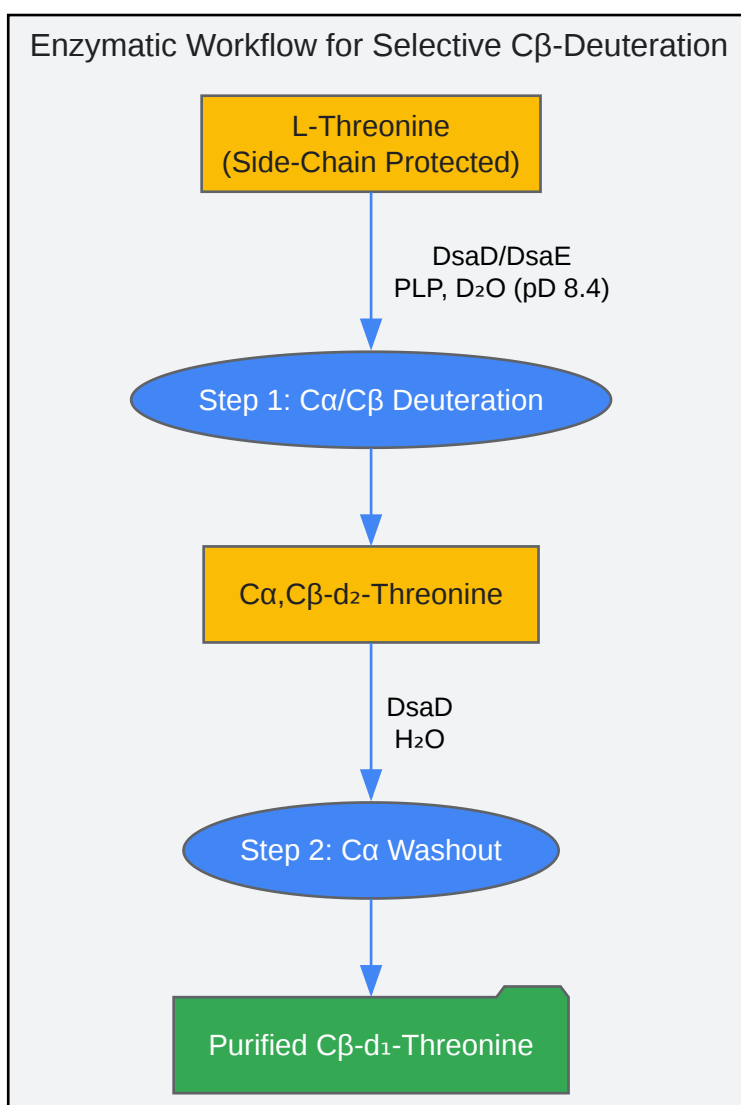 Enzymatic Workflow for Selective Cβ-Deuteration
L-Threonine
(Side-Chain Protected)
DsaD/DsaE
PLP, D₂O (pD 8.4)
Step 1: Cα/Cβ Deuteration
Cα,Cβ-d₂-Threonine
DsaD
H₂O
Step 2: Cα Washout
Purified Cβ-d₁-Threonine